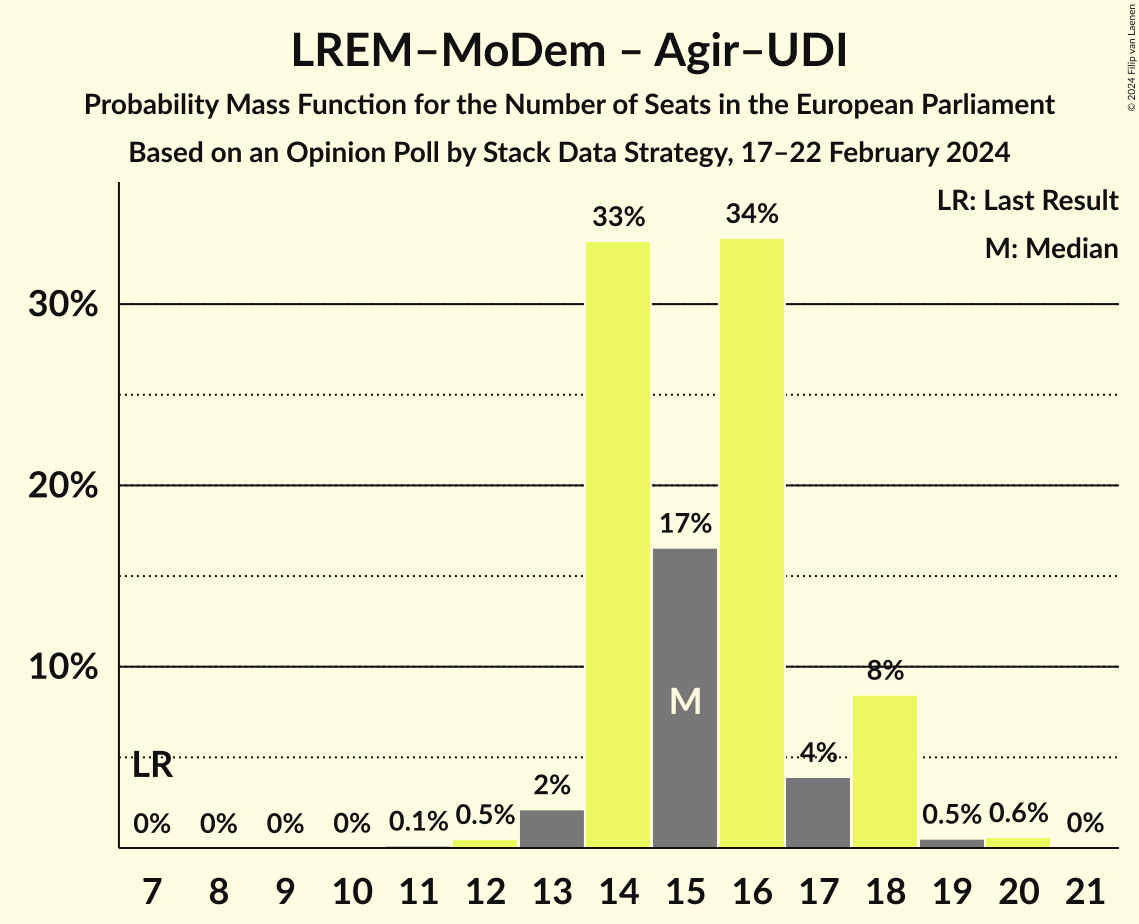 LREM–MoDem – Agir–UDI
Probability Mass Function for the Number of Seats in the European Parliament
Based on an Opinion Poll by Stack Data Strategy, 17–22 February 2024
© 2024 Filip van Laenen
LR: Last Result
M: Median
33%
34%
30%
20%
17%
10%
8%
M
LR
4%
2%
0%
0%
0%
0%
0.1%
0.5%
0.5%
0.6%
0%
7 8 9 10 11 12 13 14 15 16 17 18 19 20 21